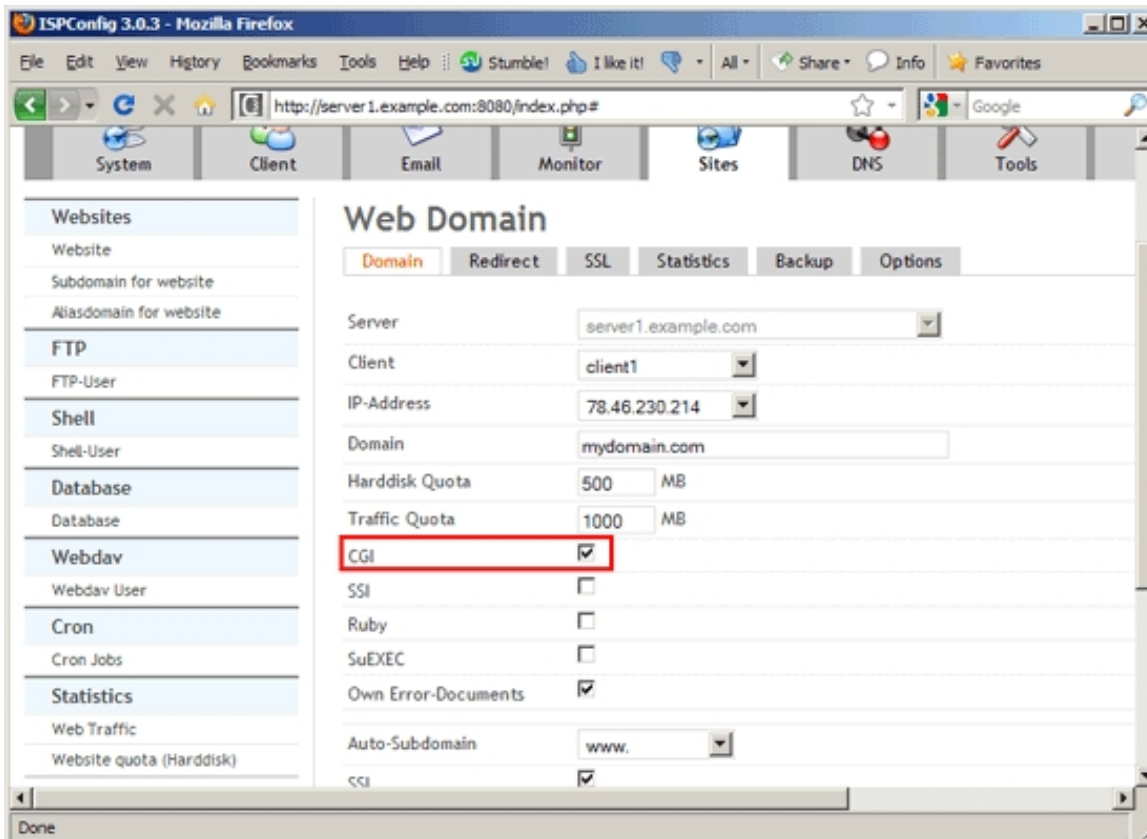 ISPConfig 3.0.3 - Mozilla Firefox
File Edit View History Bookmarks Tools Help Stumble! I like it! All Share Info Favorites
http://server1.example.com:8080/index.php# Google
System Client Email Monitor Sites DNS Tools
Websites
Website
Subdomain for website
Aliasdomain for website
FTP
FTP-User
Shell
Shell-User
Database
Database
Webdav
Webdav User
Cron
Cron Jobs
Statistics
Web Traffic
Website quota (Harddisk)
Web Domain
Domain Redirect SSL Statistics Backup Options
Server server1.example.com
Client client1
IP-Address 78.46.230.214
Domain mydomain.com
Harddisk Quota 500 MB
Traffic Quota 1000 MB
CGI
SSI
Ruby
SuEXEC
Own Error-Documents
Auto-Subdomain www.
Done